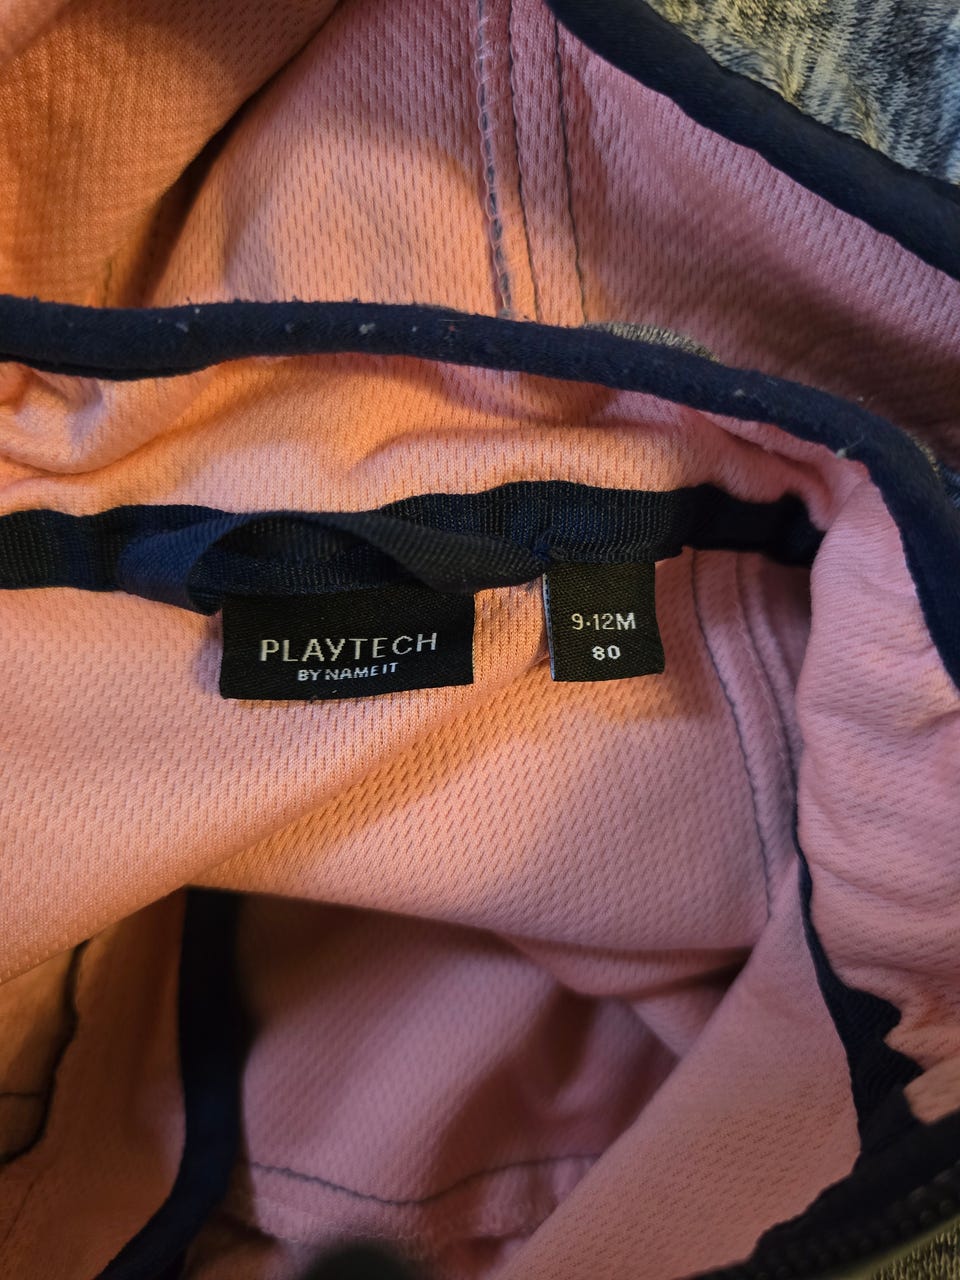 PLAYTECH
BY NAME IT
9-12M
80